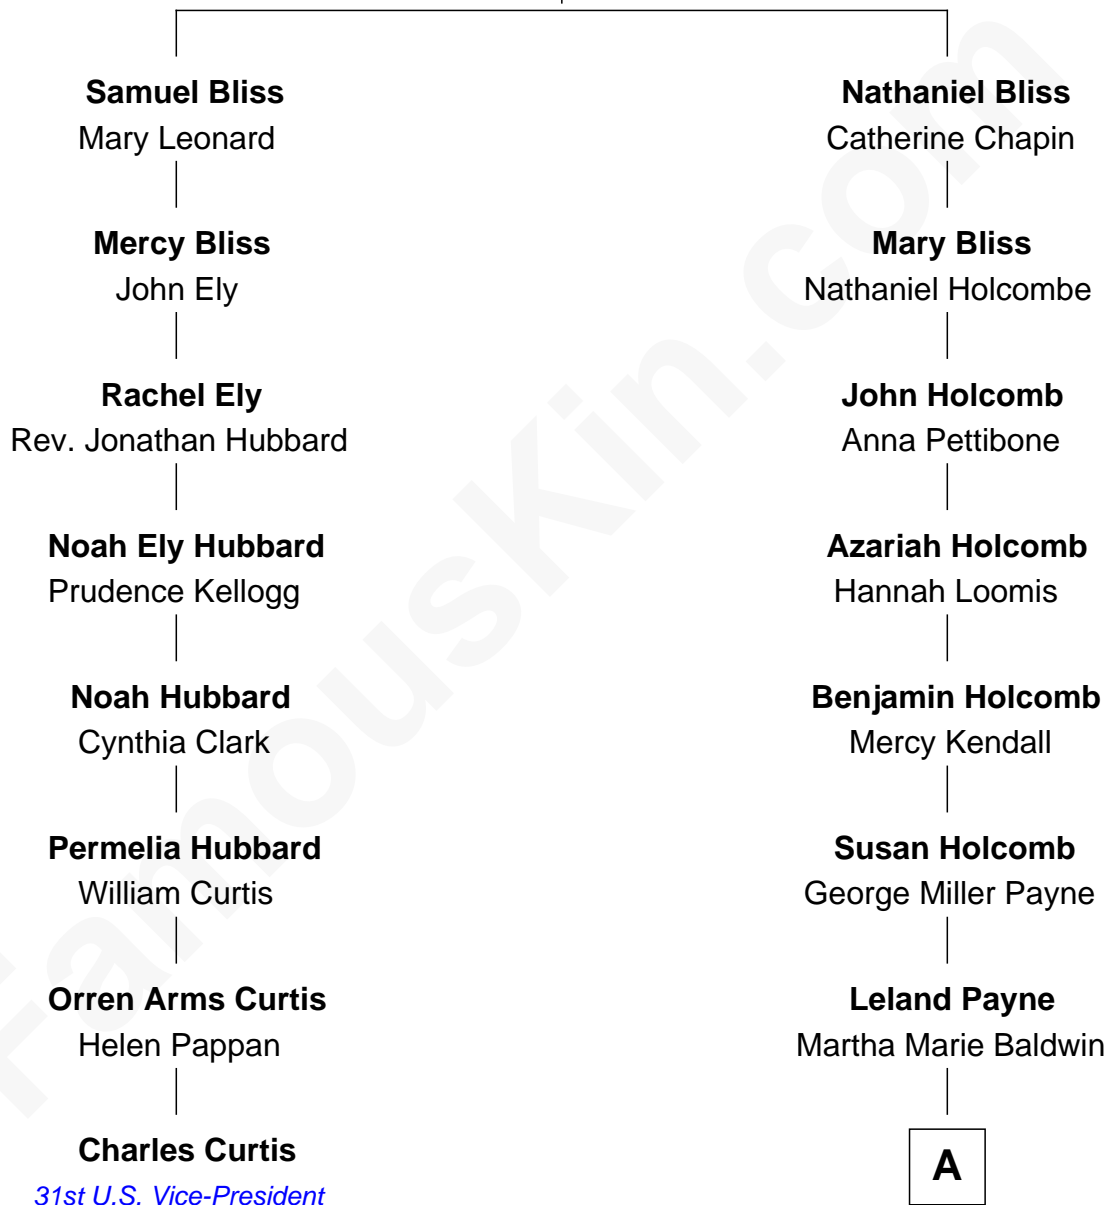 Samuel Bliss
Mary Leonard
Mercy Bliss
John Ely
Rachel Ely
Rev. Jonathan Hubbard
Noah Ely Hubbard
Prudence Kellogg
Noah Hubbard
Cynthia Clark
Permelia Hubbard
William Curtis
Orren Arms Curtis
Helen Pappan
Charles Curtis
31st U.S. Vice-President
Nathaniel Bliss
Catherine Chapin
Mary Bliss
Nathaniel Holcombe
John Holcomb
Anna Pettibone
Azariah Holcomb
Hannah Loomis
Benjamin Holcomb
Mercy Kendall
Susan Holcomb
George Miller Payne
Leland Payne
Martha Marie Baldwin
A
FamousKin.com